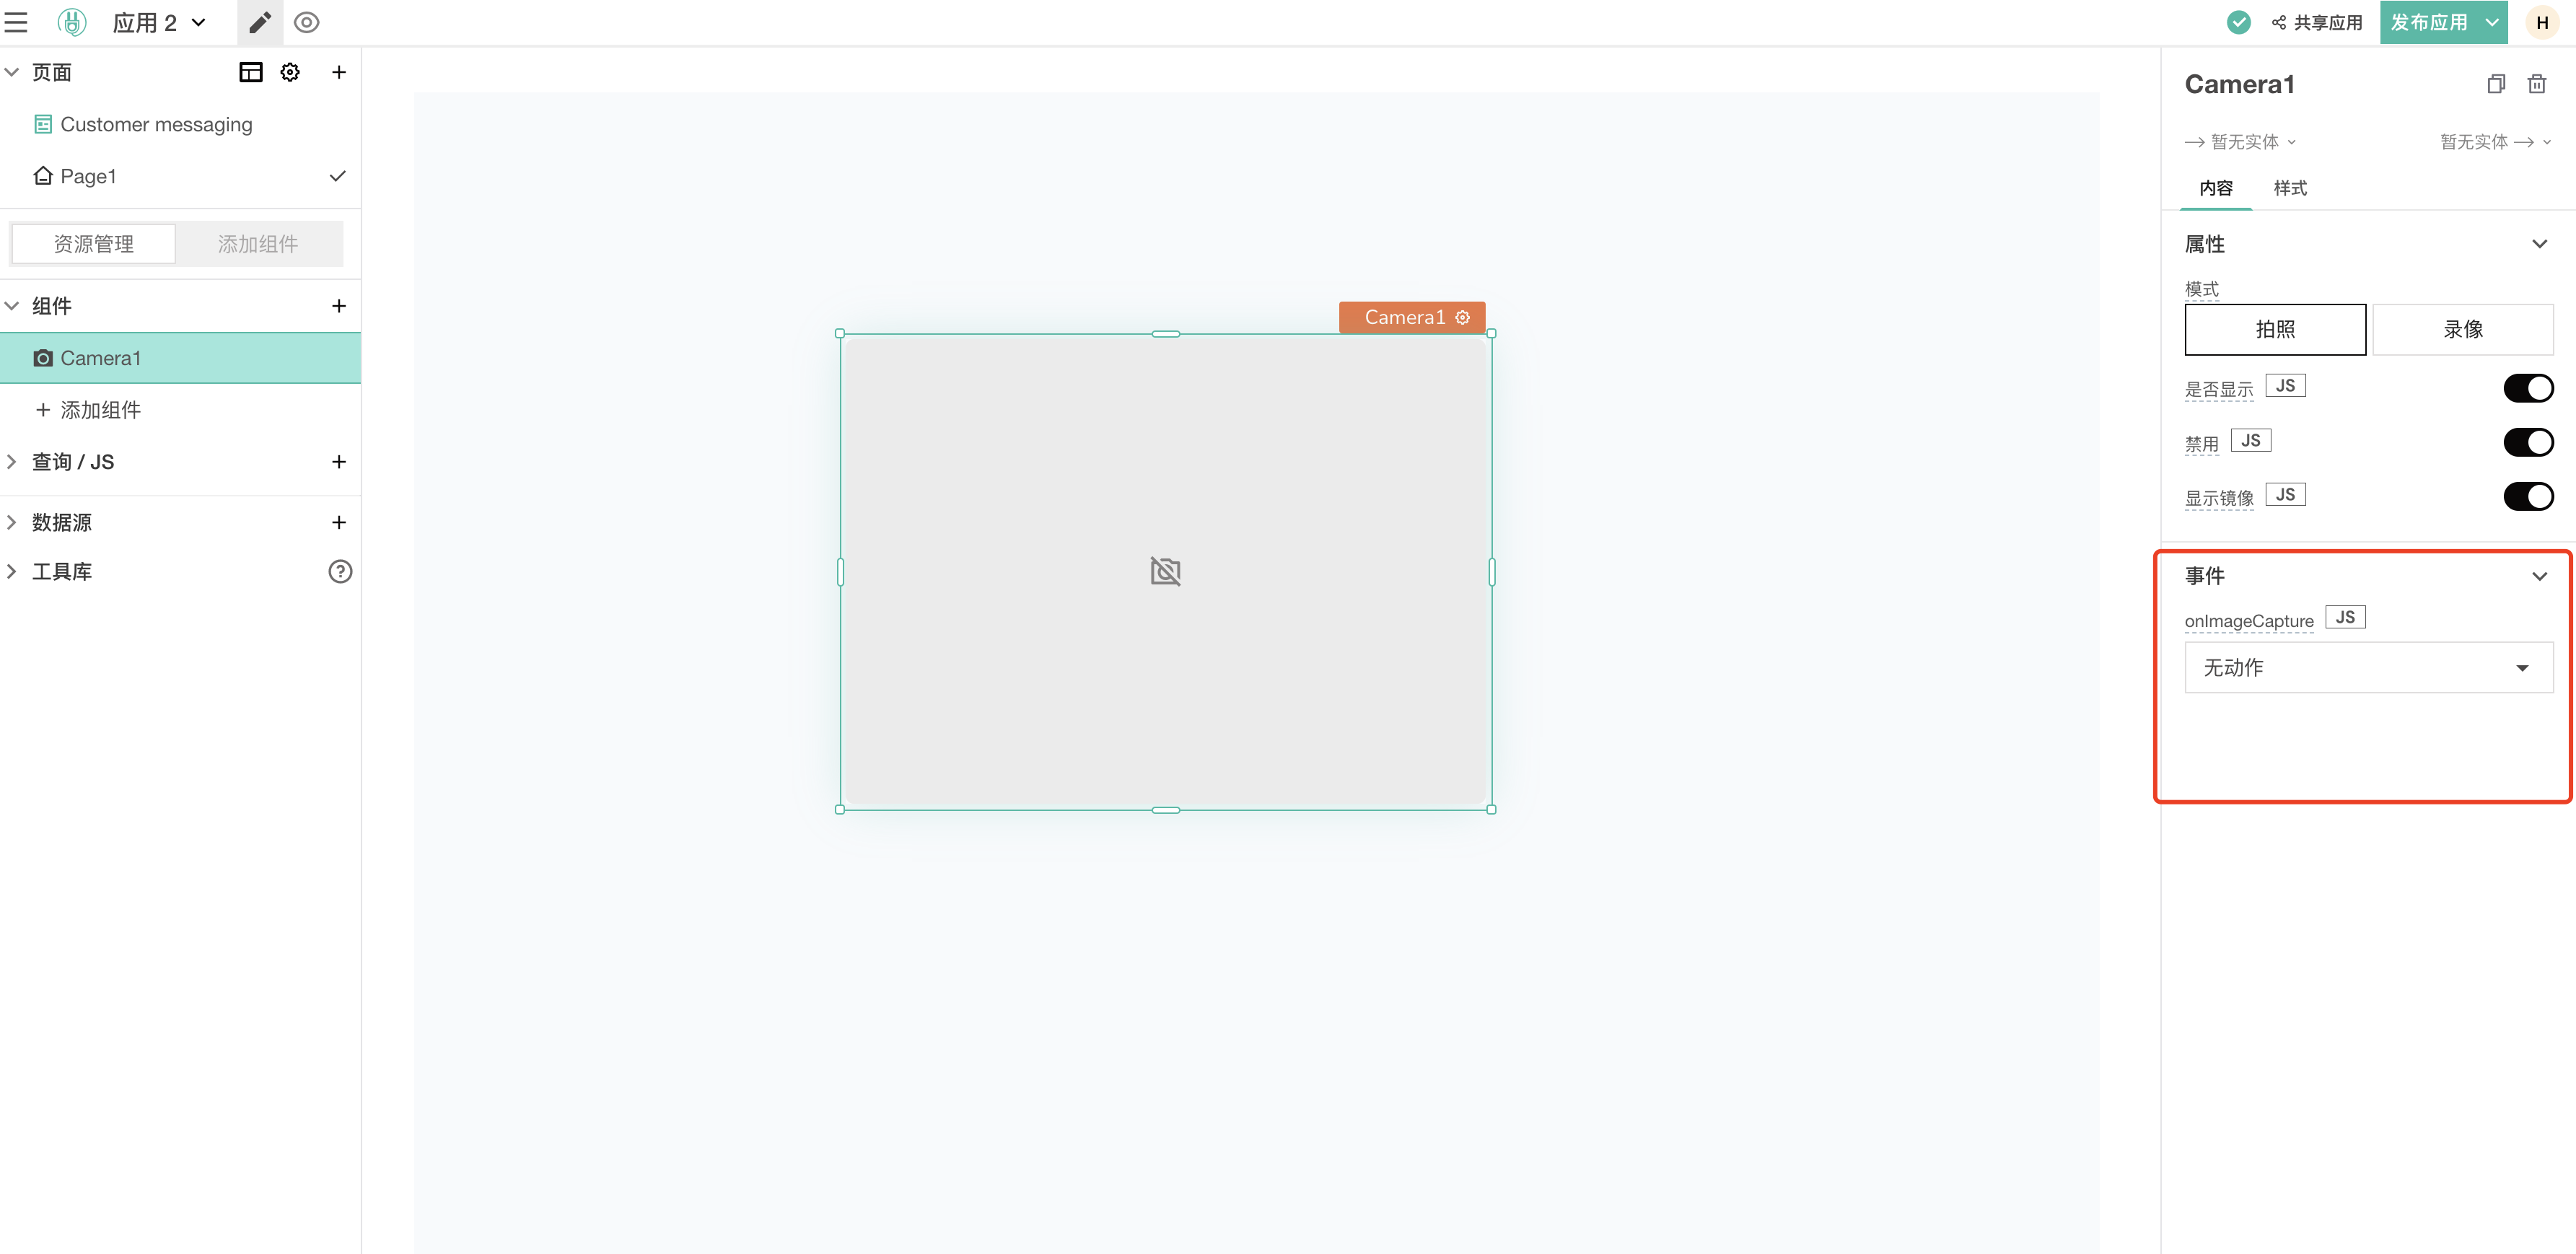 应用 2
共享应用
发布应用
H
页面
Customer messaging
Page1
资源管理
添加组件
组件
Camera1
添加组件
查询 / JS
数据源
工具库
Camera1
Camera1
暂无实体
暂无实体
内容
样式
属性
模式
拍照
录像
是否显示 JS
禁用 JS
显示镜像 JS
事件
onImageCapture JS
无动作